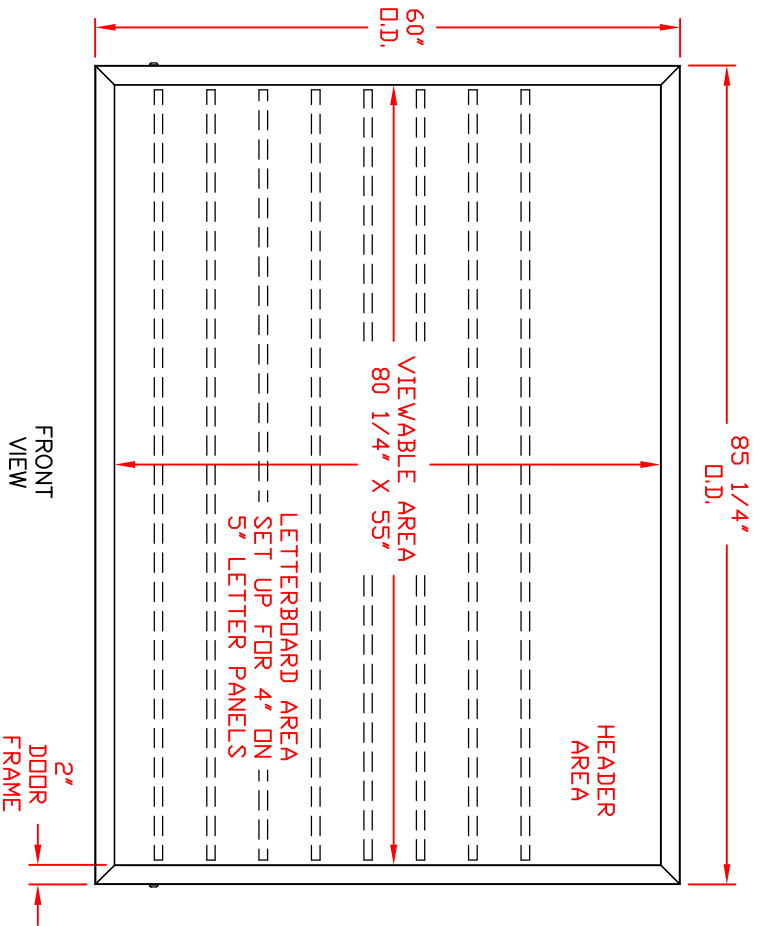 85 1/4"
O.D.
60"
O.D.
HEADER
AREA
VIEWABLE AREA
80 1/4" X 55"
LETTERBOARD AREA
SET UP FOR 4" ON
5" LETTER PANELS
2"
DOOR
FRAME
FRONT
VIEW